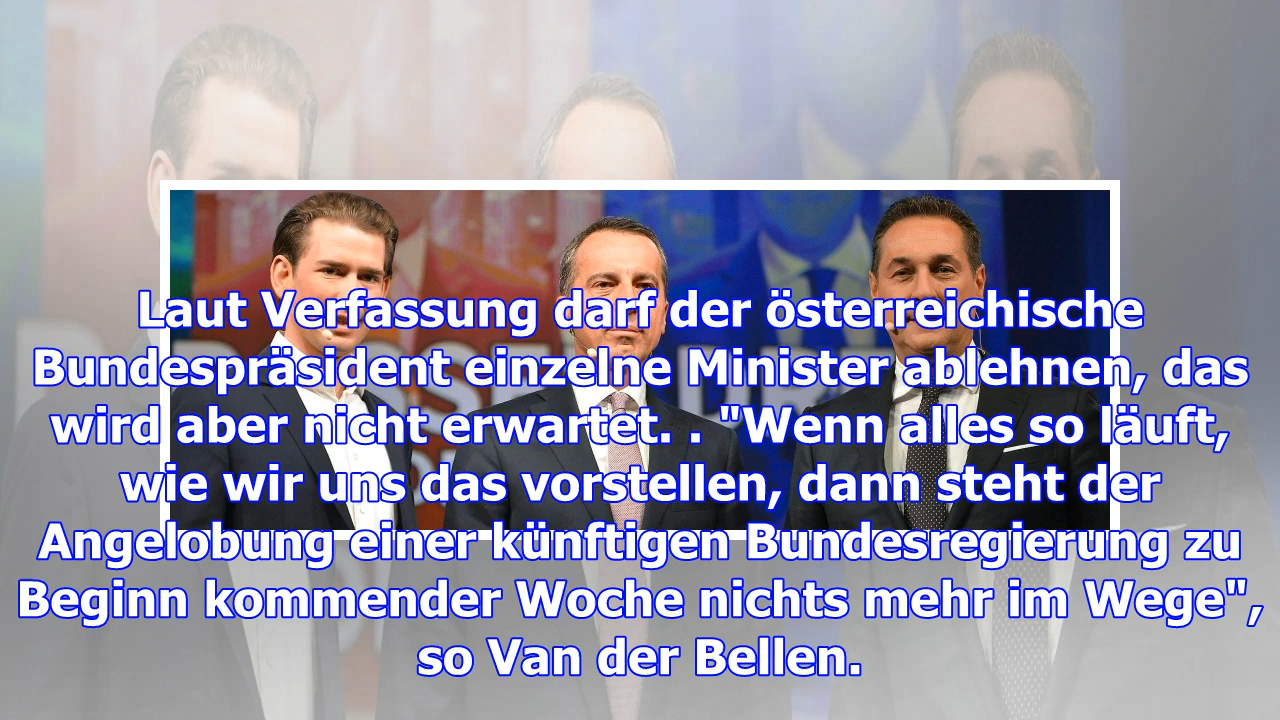 Laut Verfassung darf der österreichische
Bundespräsident einzelne Minister ablehnen, das
wird aber nicht erwartet. . "Wenn alles so läuft,
wie wir uns das vorstellen, dann steht der
Angelobung einer künftigen Bundesregierung zu
Beginn kommender Woche nichts mehr im Wege",
so Van der Bellen.